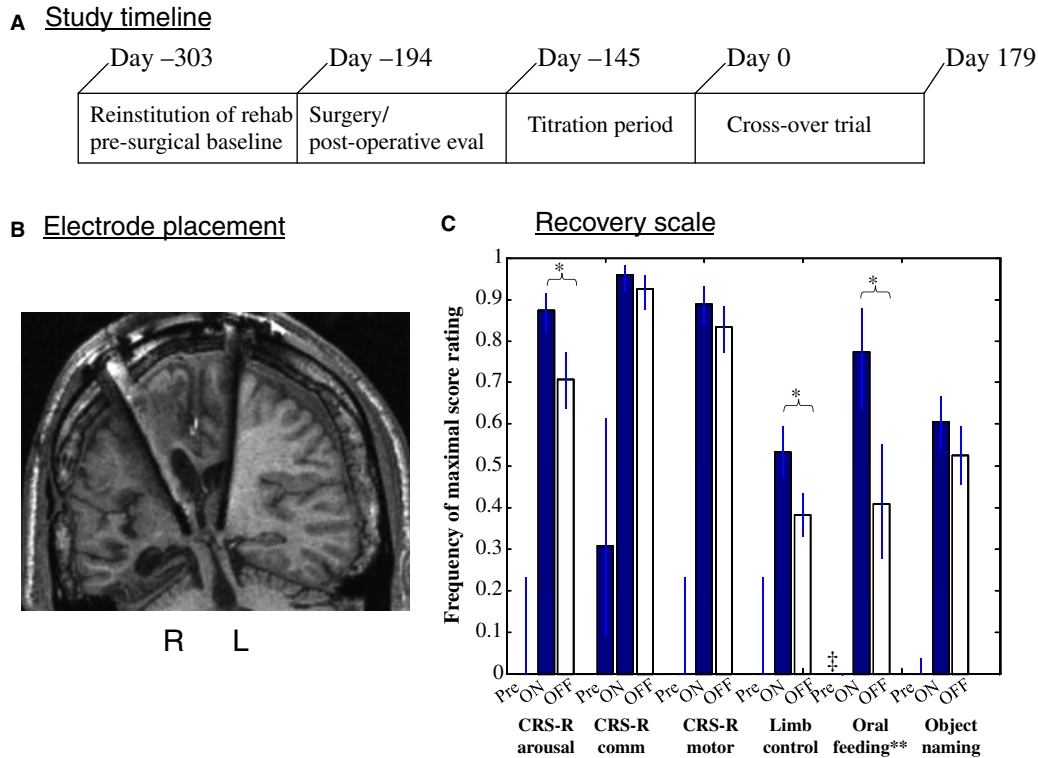 A Study timeline
Day –303 Day –194 Day –145 Day 0 Day 179
Reinstitution of rehab
pre-surgical baseline
Surgery/
post-operative eval
Titration period
Cross-over trial
B Electrode placement
R L
C Recovery scale
Frequency of maximal score rating
1
0.9
0.8
0.7
0.6
0.5
0.4
0.3
0.2
0.1
0
* * *
‡
Pre ON OFF Pre ON OFF Pre ON OFF Pre ON OFF Pre ON OFF Pre ON OFF
CRS-R
arousal
CRS-R
comm
CRS-R
motor
Limb
control
Oral
feeding**
Object
naming